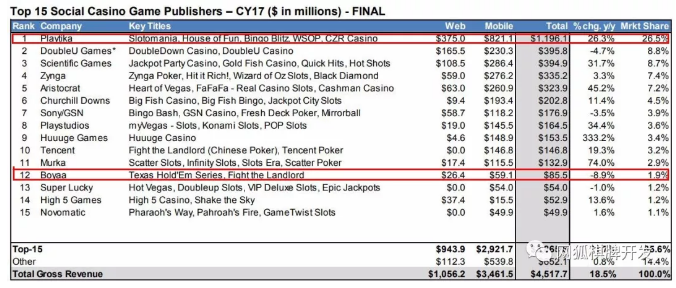 Top 15 Social Casino Game Publishers – CY17 ($ in millions) - FINAL
Rank Company Key Titles Web Mobile Total % chg. y/y Mrkt Share
1 Playtika Slotomania, House of Fun, Bingo Blitz, WSOP, CZR Casino $375.0 $821.1 $1,196.1 26.3% 26.5%
2 DoubleU Games* DoubleDown Casino, DoubleU Casino $165.5 $230.3 $395.8 -4.7% 8.8%
3 Scientific Games Jackpot Party Casino, Gold Fish Casino, Quick Hits, Hot Shots $108.5 $286.4 $394.9 31.7% 8.7%
4 Zynga Zynga Poker, Hit it Rich!, Wizard of Oz Slots, Black Diamond $59.0 $276.2 $335.2 3.3% 7.4%
5 Aristocrat Heart of Vegas, FaFaFa - Real Casino Slots, Cashman Casino $63.0 $260.9 $323.9 45.2% 7.2%
6 Churchill Downs Big Fish Casino, Big Fish Bingo, Jackpot City Slots $9.4 $193.4 $202.8 11.4% 4.5%
7 Sony/GSN Bingo Bash, GSN Casino, Fresh Deck Poker, Mirrorball $58.7 $118.2 $176.9 -3.5% 3.9%
8 Playstudios myVegas - Slots, Konami Slots, POP Slots $19.0 $145.5 $164.5 34.4% 3.6%
9 Huuuge Games Huuuge Casino $4.6 $148.9 $153.5 333.2% 3.4%
10 Tencent Fight the Landlord (Chinese Poker), Tencent Poker $0.0 $146.8 $146.8 19.3% 3.2%
11 Murka Scatter Slots, Infinity Slots, Slots Era, Scatter Poker $17.4 $115.5 $132.9 74.0% 2.9%
12 Boyaa Texas Hold'Em Series, Fight the Landlord $26.4 $59.1 $85.5 -8.9% 1.9%
13 Super Lucky Hot Vegas, Doubleup Slots, VIP Deluxe Slots, Epic Jackpots $0.0 $54.0 $54.0 -1.0% 1.2%
14 High 5 Games High 5 Casino, Shake the Sky $37.4 $15.5 $52.9 13.6% 1.2%
15 Novomatic Pharaoh's Way, Pahroah's Fire, GameTwist Slots $0.0 $49.9 $49.9 1.6% 1.1%
Top-15 $943.9 $2,921.7
Other $112.3 $539.8 0.8% 14.4%
Total Gross Revenue $1,056.2 $3,461.5 $4,517.7 18.5% 100.0%
网狐棋牌开发